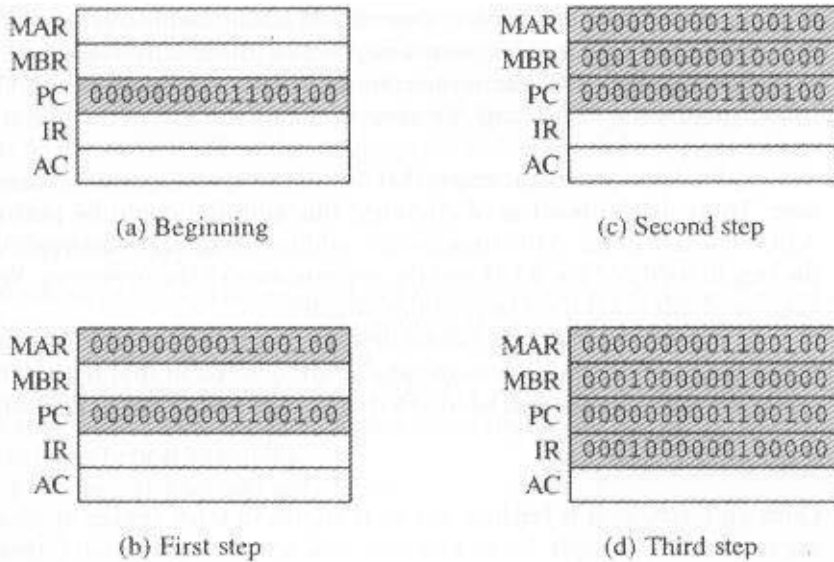 MAR
MBR
PC 0000000001100100
IR
AC
(a) Beginning
MAR 0000000001100100
MBR
PC 0000000001100100
IR
AC
(b) First step
MAR 0000000001100100
MBR 0001000000100000
PC 0000000001100100
IR
AC
(c) Second step
MAR 0000000001100100
MBR 0001000000100000
PC 0000000001100100
IR 0001000000100000
AC
(d) Third step